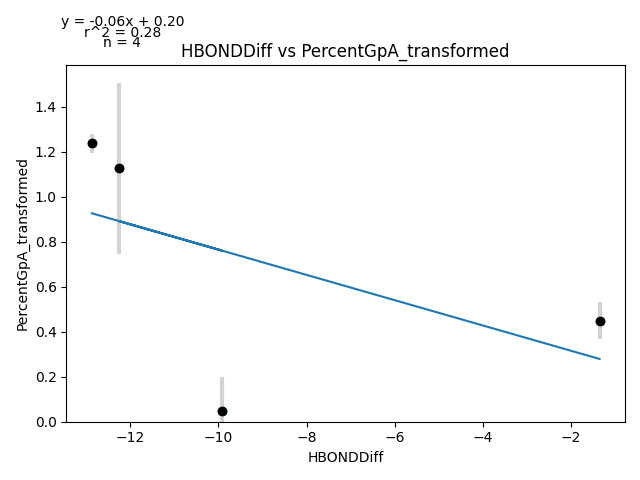 y = -0.06x + 0.20
r^2 = 0.28
n = 4
HBONDDiff vs PercentGpA_transformed
PercentGpA_transformed
1.4
1.2
1.0
0.8
0.6
0.4
0.2
0.0
−12
−10
−8
−6
−4
−2
HBONDDiff